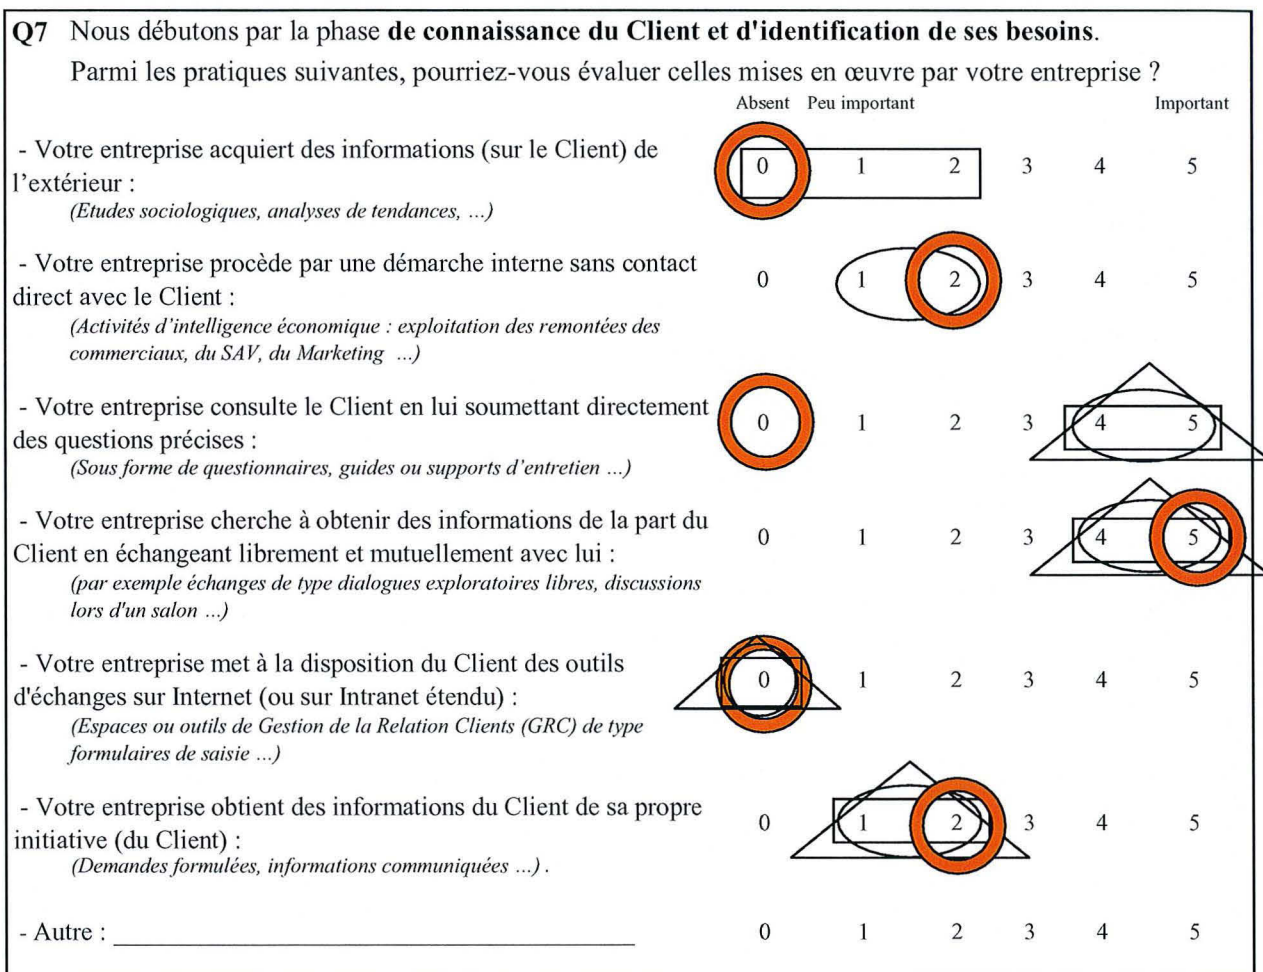 Q7 Nous débutons par la phase de connaissance du Client et d'identification de ses besoins.
Parmi les pratiques suivantes, pourriez-vous évaluer celles mises en œuvre par votre entreprise ?
Absent Peu important Important
- Votre entreprise acquiert des informations (sur le Client) de
l’extérieur :
0 1 2 3 4 5
(Etudes sociologiques, analyses de tendances, ...)
- Votre entreprise procède par une démarche interne sans contact
direct avec le Client :
0 1 2 3 4 5
(Activités d’intelligence économique : exploitation des remontées des
commerciaux, du SAV, du Marketing ...)
- Votre entreprise consulte le Client en lui soumettant directement
des questions précises :
0 1 2 3 4 5
(Sous forme de questionnaires, guides ou supports d’entretien ...)
- Votre entreprise cherche à obtenir des informations de la part du
Client en échangeant librement et mutuellement avec lui :
0 1 2 3 4 5
(par exemple échanges de type dialogues exploratoires libres, discussions
lors d'un salon ...)
- Votre entreprise met à la disposition du Client des outils
d'échanges sur Internet (ou sur Intranet étendu) :
0 1 2 3 4 5
(Espaces ou outils de Gestion de la Relation Clients (GRC) de type
formulaires de saisie ...)
- Votre entreprise obtient des informations du Client de sa propre
initiative (du Client) :
0 1 2 3 4 5
(Demandes formulées, informations communiquées ...) .
- Autre : 0 1 2 3 4 5